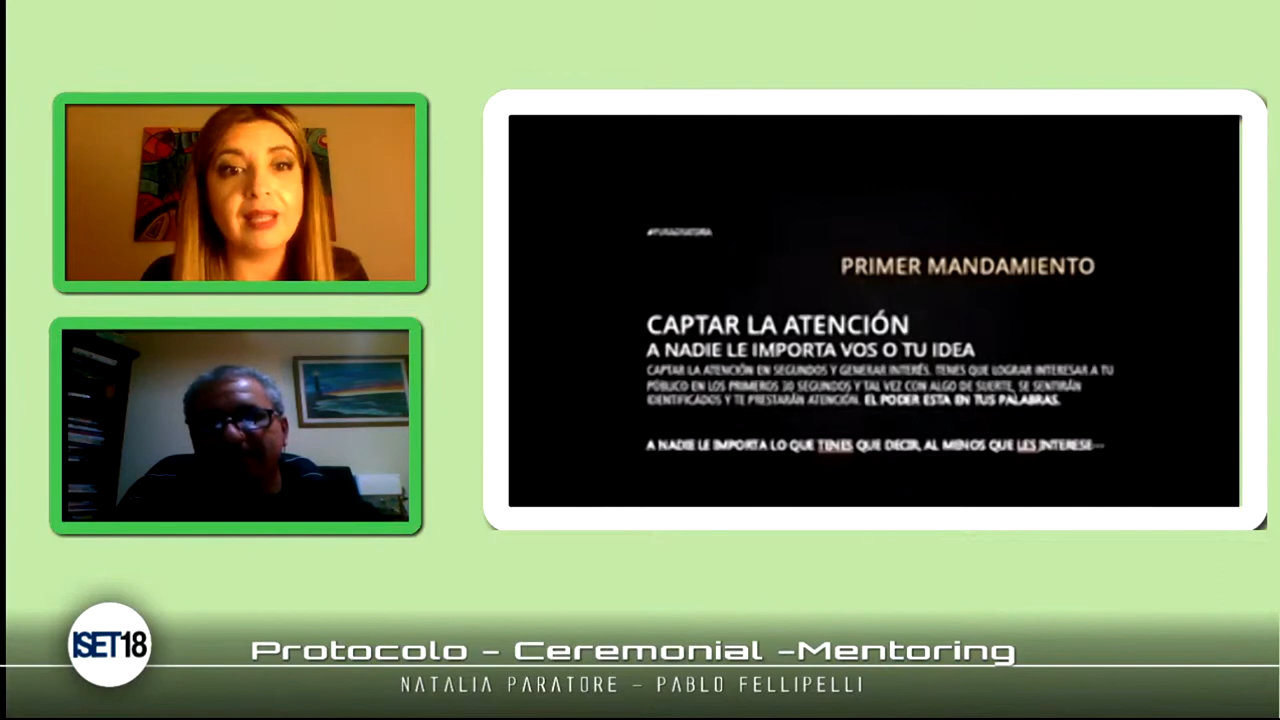 #PURAORATORIA
PRIMER MANDAMIENTO
CAPTAR LA ATENCIÓN
A NADIE LE IMPORTA VOS O TU IDEA
CAPTAR LA ATENCIÓN EN SEGUNDOS Y GENERAR INTERÉS. TENES QUE LOGRAR INTERESAR A TU
PÚBLICO EN LOS PRIMEROS 30 SEGUNDOS Y TAL VEZ CON ALGO DE SUERTE, SE SENTIRÁN
IDENTIFICADOS Y TE PRESTARÁN ATENCIÓN. EL PODER ESTA EN TUS PALABRAS.
A NADIE LE IMPORTA LO QUE TENES QUE DECIR, AL MENOS QUE LES INTERESE...
ISET18
Protocolo - Ceremonial -Mentoring
NATALIA PARATORE - PABLO FELLIPELLI